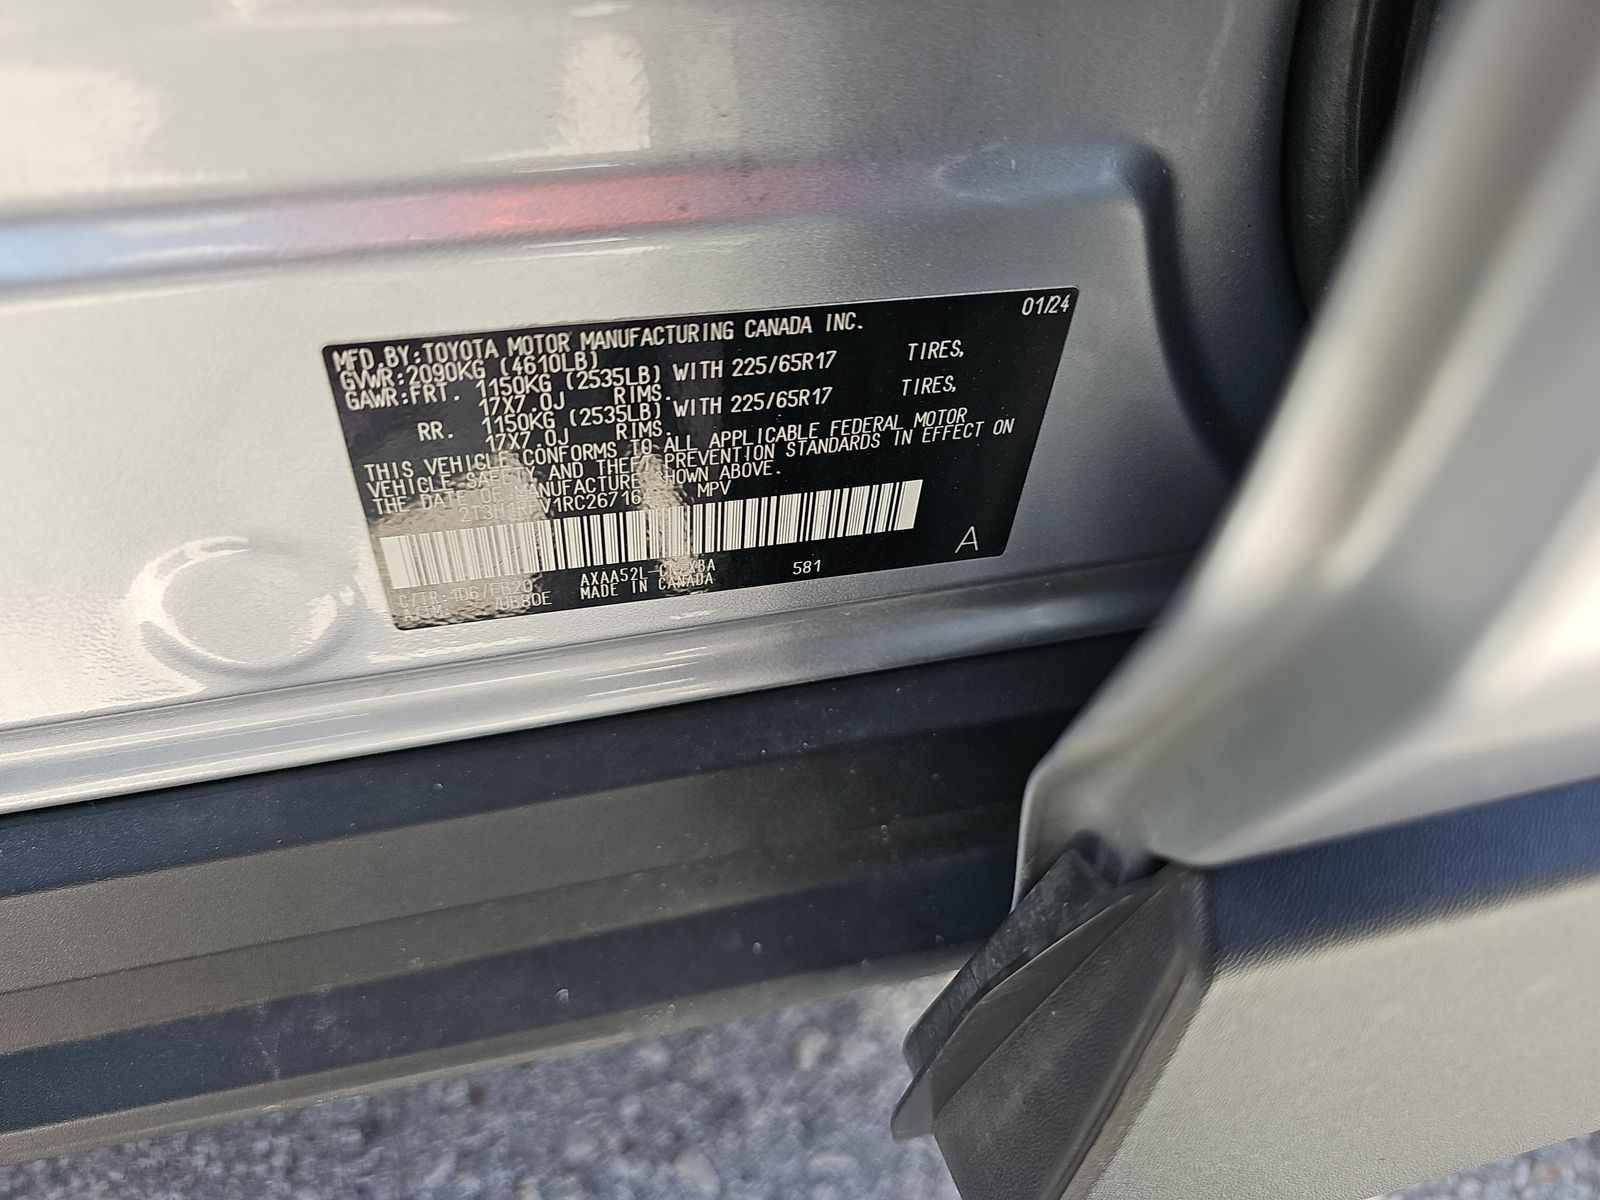 01/24
MFD.BY:TOYOTA MOTOR MANUFACTURING CANADA INC.
GVWR:2090KG (4610LB)
GAWR:FRT. 1150KG (2535LB) WITH 225/65R17 TIRES,
17X7.0J RIMS.
RR. 1150KG (2535LB) WITH 225/65R17 TIRES,
17X7.0J RIMS.
THIS VEHICLE CONFORMS TO ALL APPLICABLE FEDERAL MOTOR
VEHICLE SAFETY AND THEFT PREVENTION STANDARDS IN EFFECT ON
THE DATE OF MANUFACTURE SHOWN ABOVE.
MPV
A
581
MADE IN CANADA